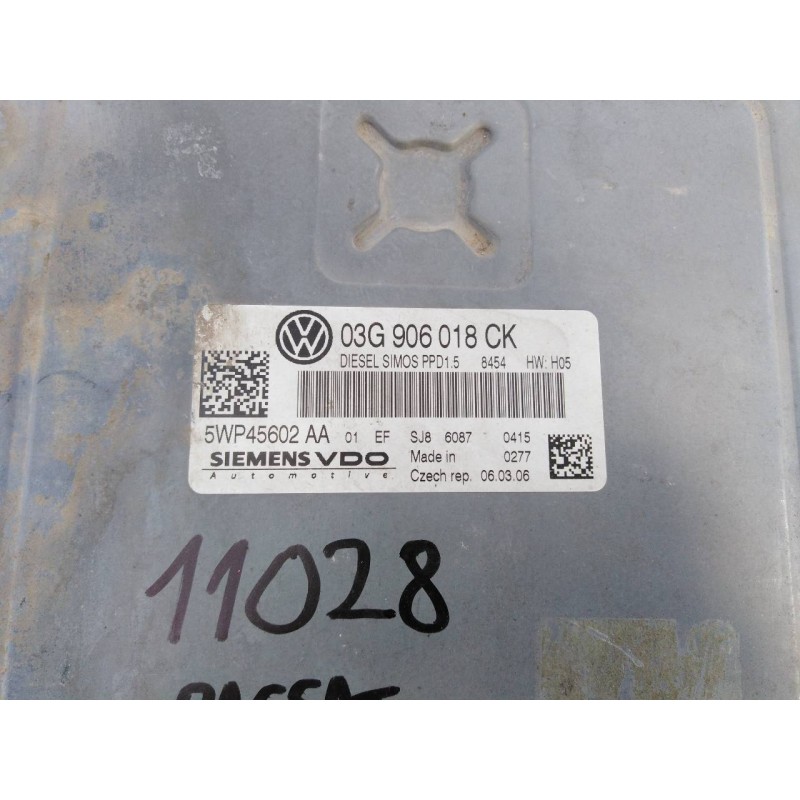 VW 03G 906 018 CK
DIESEL SIMOS PPD1.5 8454 HW: H05
5WP45602 AA 01 EF SJ8 6087 0415
SIEMENS VDO Made in 0277
Automotive Czech rep. 06.03.06
11028